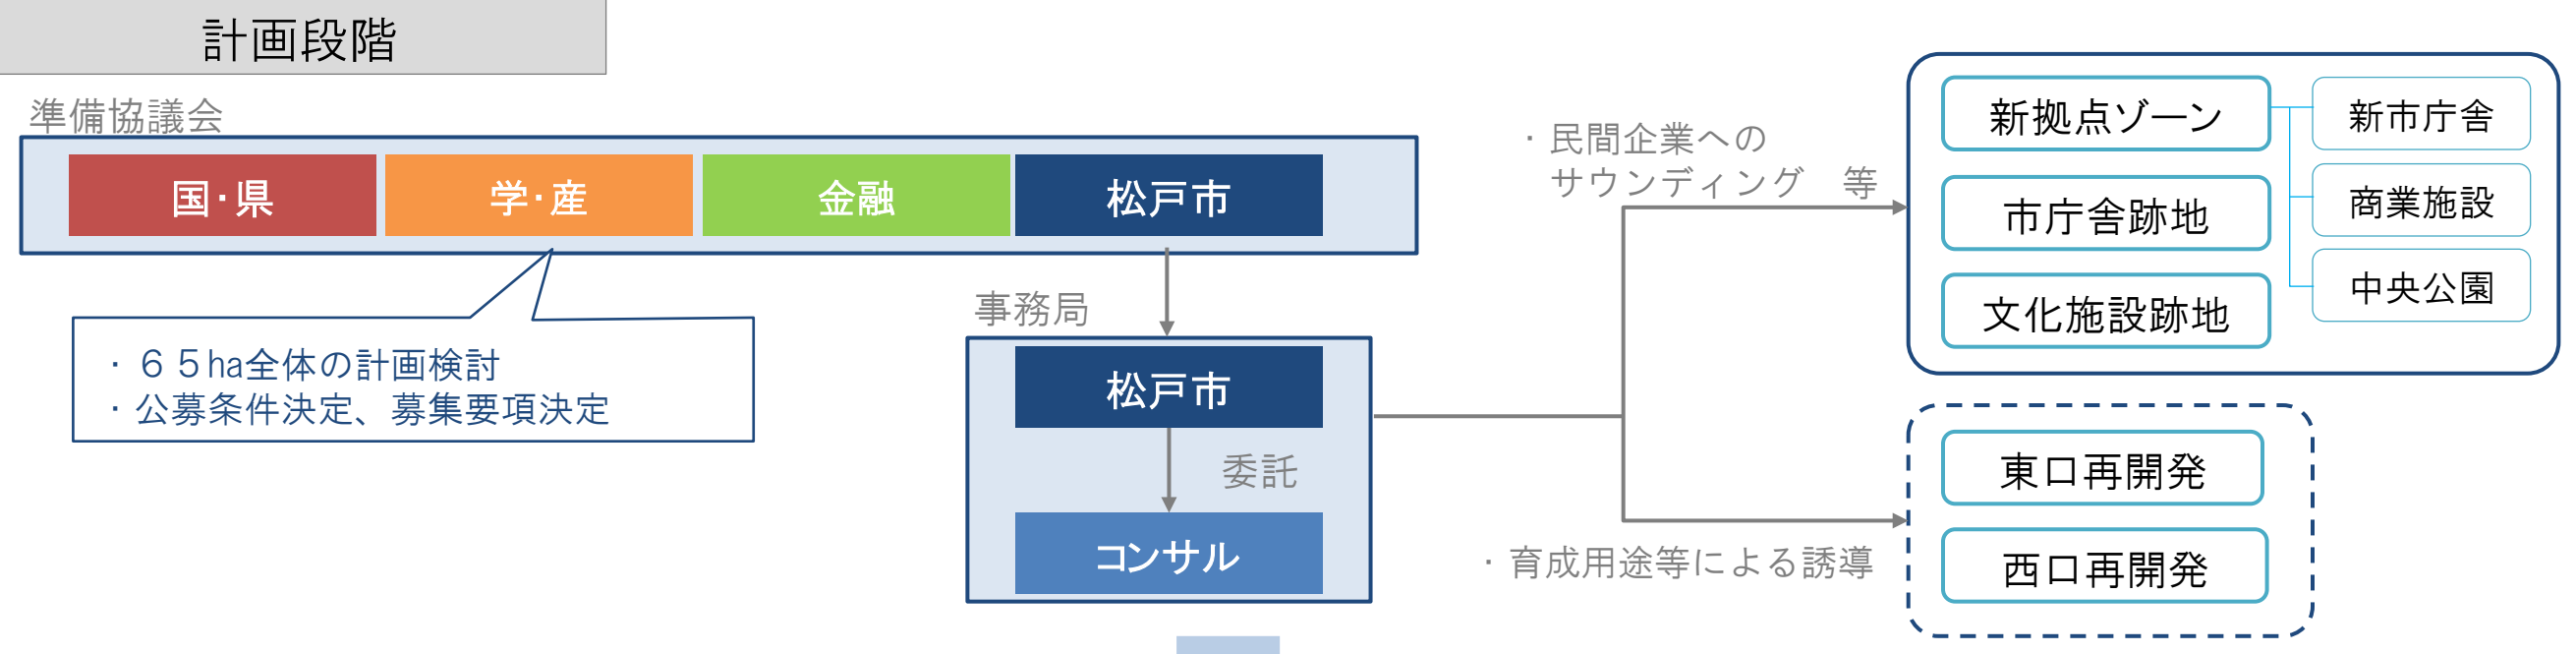 計画段階
準備協議会
国・県
学・産
金融
松戸市
・６５ha全体の計画検討
・公募条件決定、募集要項決定
事務局
松戸市
委託
コンサル
・民間企業への
サウンディング　等
・育成用途等による誘導
新拠点ゾーン
新市庁舎
商業施設
中央公園
市庁舎跡地
文化施設跡地
東口再開発
西口再開発